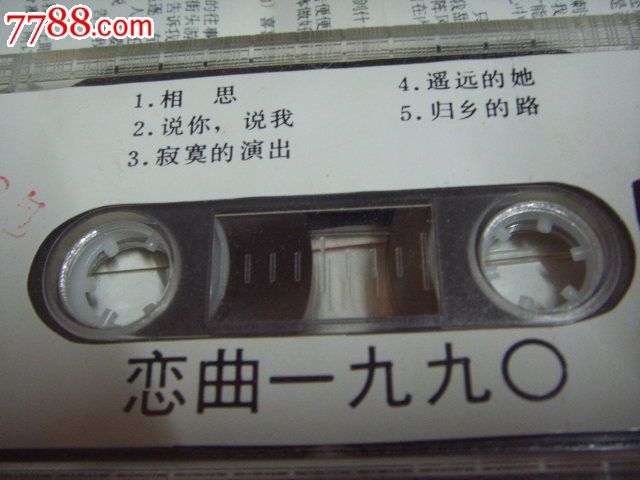 7788.com
1.相 思
2.说你，说我
3.寂寞的演出
4.遥远的她
5.归乡的路
恋曲一九九〇